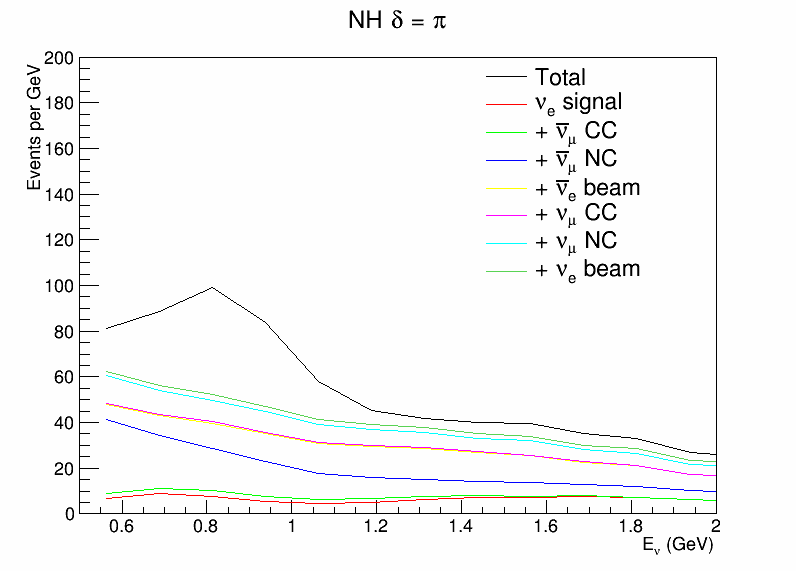 NH δ = π
Events per GeV
200
180
160
140
120
100
80
60
40
20
0
Total
νe signal
+ ν̅μ CC
+ ν̅μ NC
+ ν̅e beam
+ νμ CC
+ νμ NC
+ νe beam
0.6 0.8 1 1.2 1.4 1.6 1.8 2
Eν (GeV)